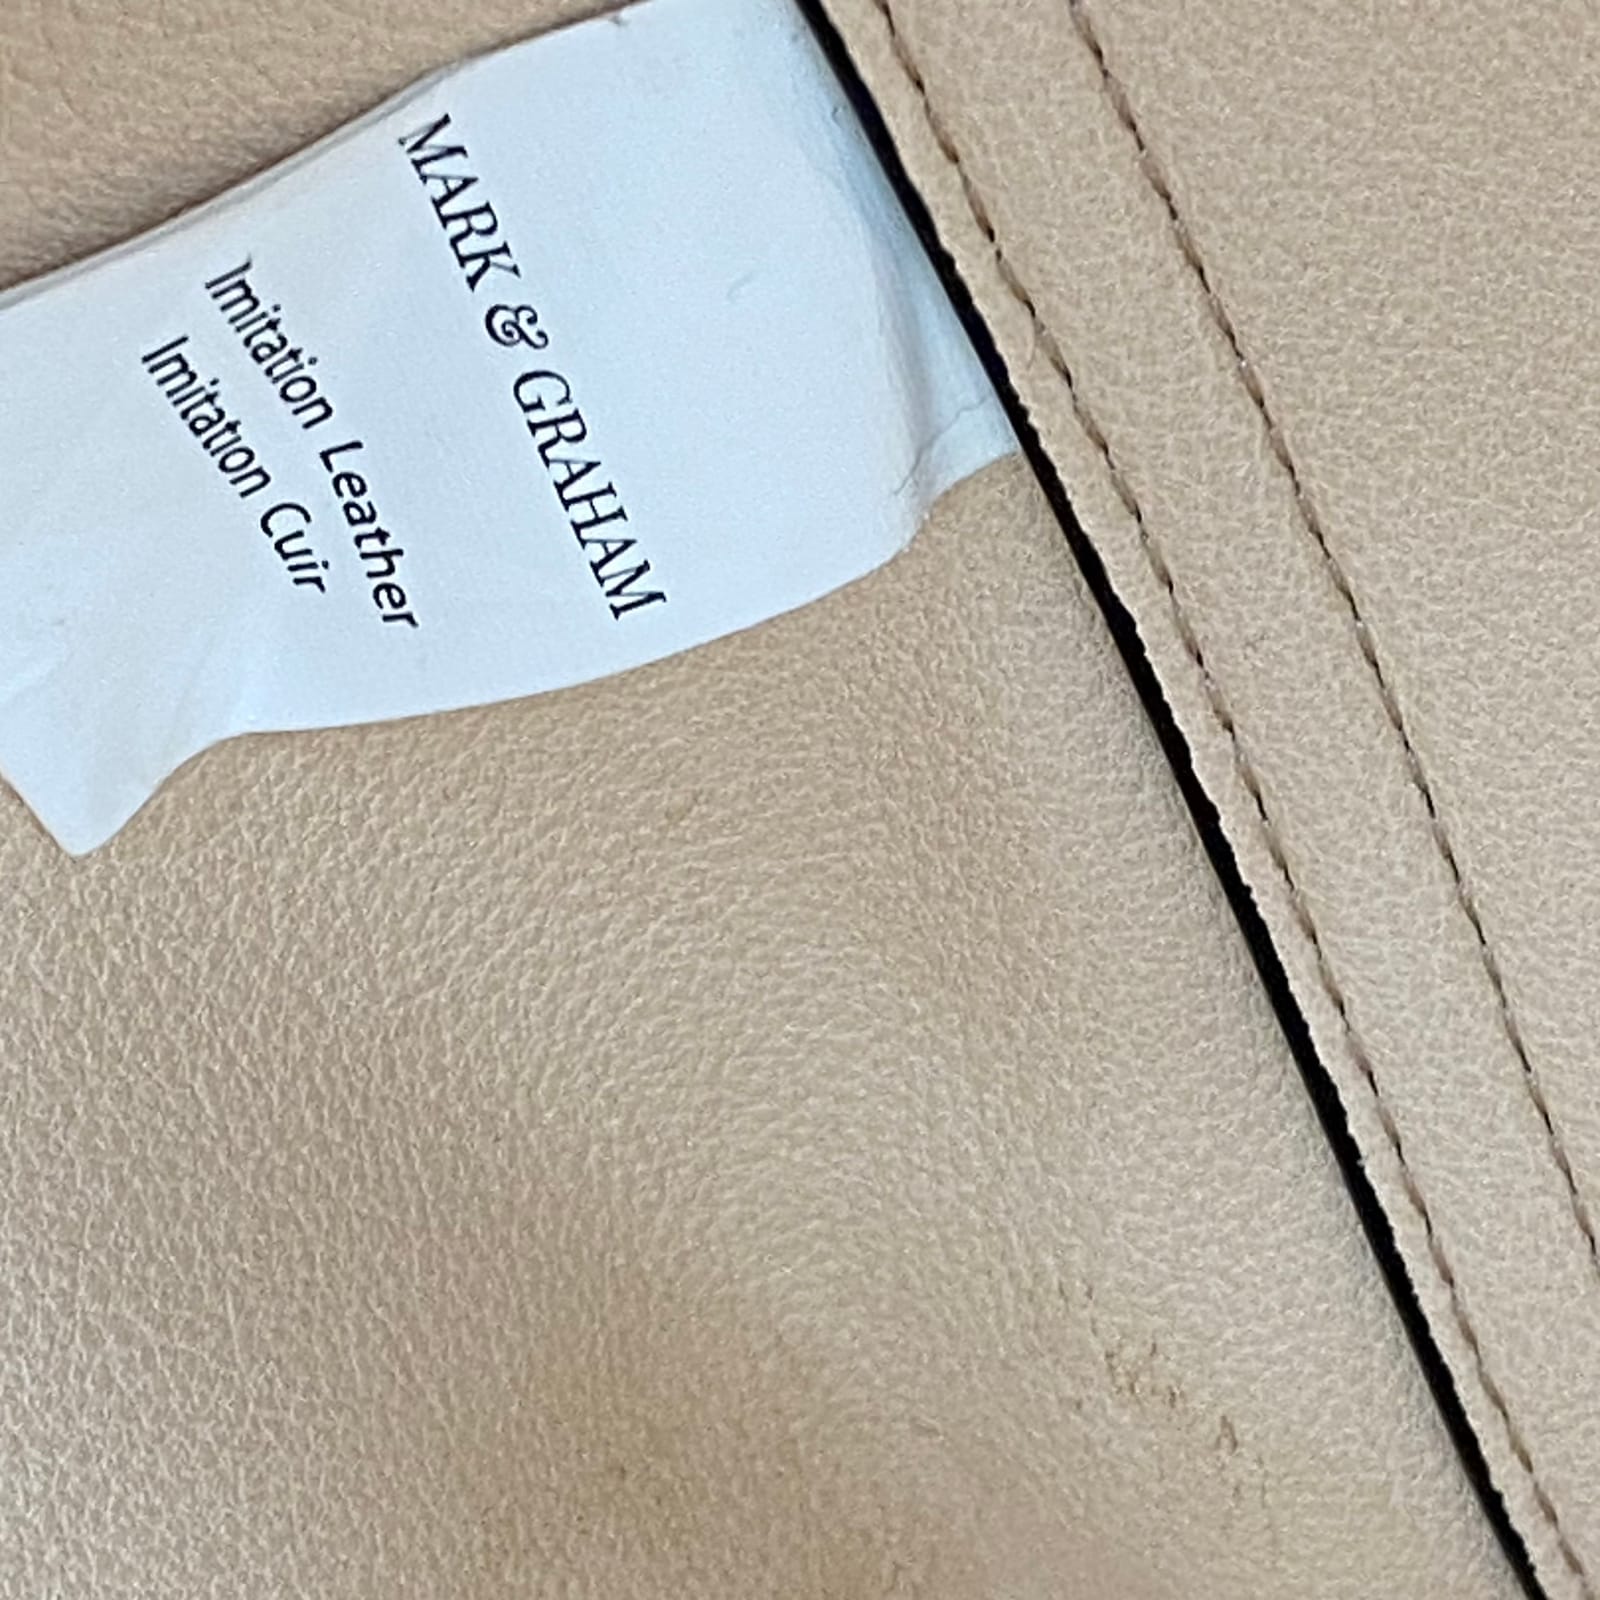 MARK & GRAHAM
Imitation Leather
Imitation Cuir